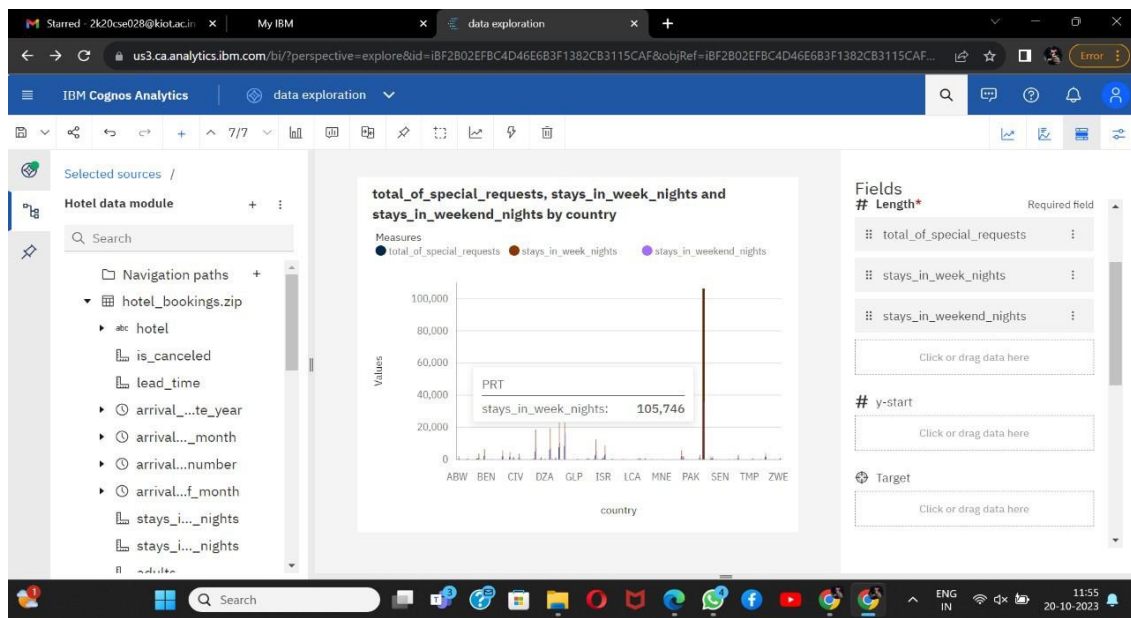 Starred - 2k20cse028@kiot.ac.in
My IBM
data exploration
us3.ca.analytics.ibm.com/bi/?perspective=explore&id=iBF2B02EFBC4D46E6B3F1382CB3115CAF&objRef=iBF2B02EFBC4D46E6B3F1382CB3115CAF...
Error
IBM Cognos Analytics
data exploration
7/7
Selected sources /
Hotel data module
Search
Navigation paths
hotel_bookings.zip
abc hotel
is_canceled
lead_time
arrival_...te_year
arrival..._month
arrival...number
arrival...f_month
stays_i..._nights
stays_i..._nights
adults
total_of_special_requests, stays_in_week_nights and
stays_in_weekend_nights by country
Measures
total_of_special_requests stays_in_week_nights stays_in_weekend_nights
Values
100,000
80,000
60,000
40,000
20,000
0
PRT
stays_in_week_nights: 105,746
ABW BEN CIV DZA GLP ISR LCA MNE PAK SEN TMP ZWE
country
Fields
# Length* Required field
total_of_special_requests
stays_in_week_nights
stays_in_weekend_nights
Click or drag data here
# y-start
Click or drag data here
Target
Click or drag data here
1
Search
3
4
ENG
IN
11:55
20-10-2023